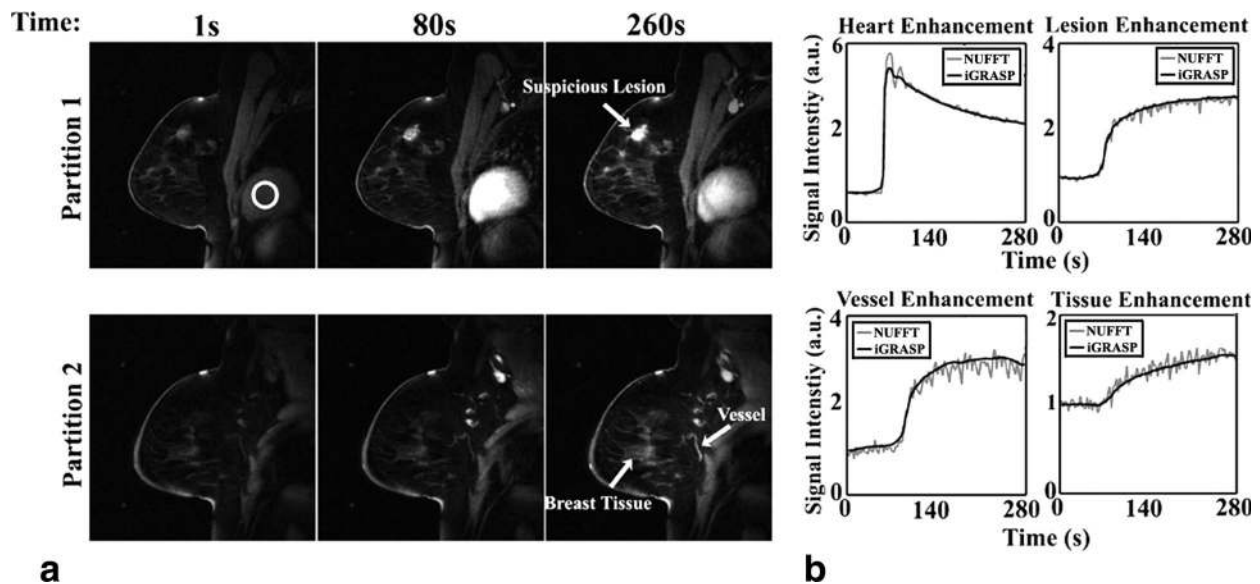 Time: 1s 80s 260s
Partition 1
Suspicious Lesion
Partition 2
Vessel
Breast Tissue
a
Heart Enhancement Lesion Enhancement
Signal Intenstiy (a.u.)
6 4
NUFFT NUFFT
iGRASP iGRASP
2 2
0 0
0 140 280 0 140 280
Time (s)
Vessel Enhancement Tissue Enhancement
Signal Intenstiy (a.u.)
4 2
NUFFT NUFFT
iGRASP iGRASP
2 1
0 0
0 140 280 0 140 280
Time (s)
b